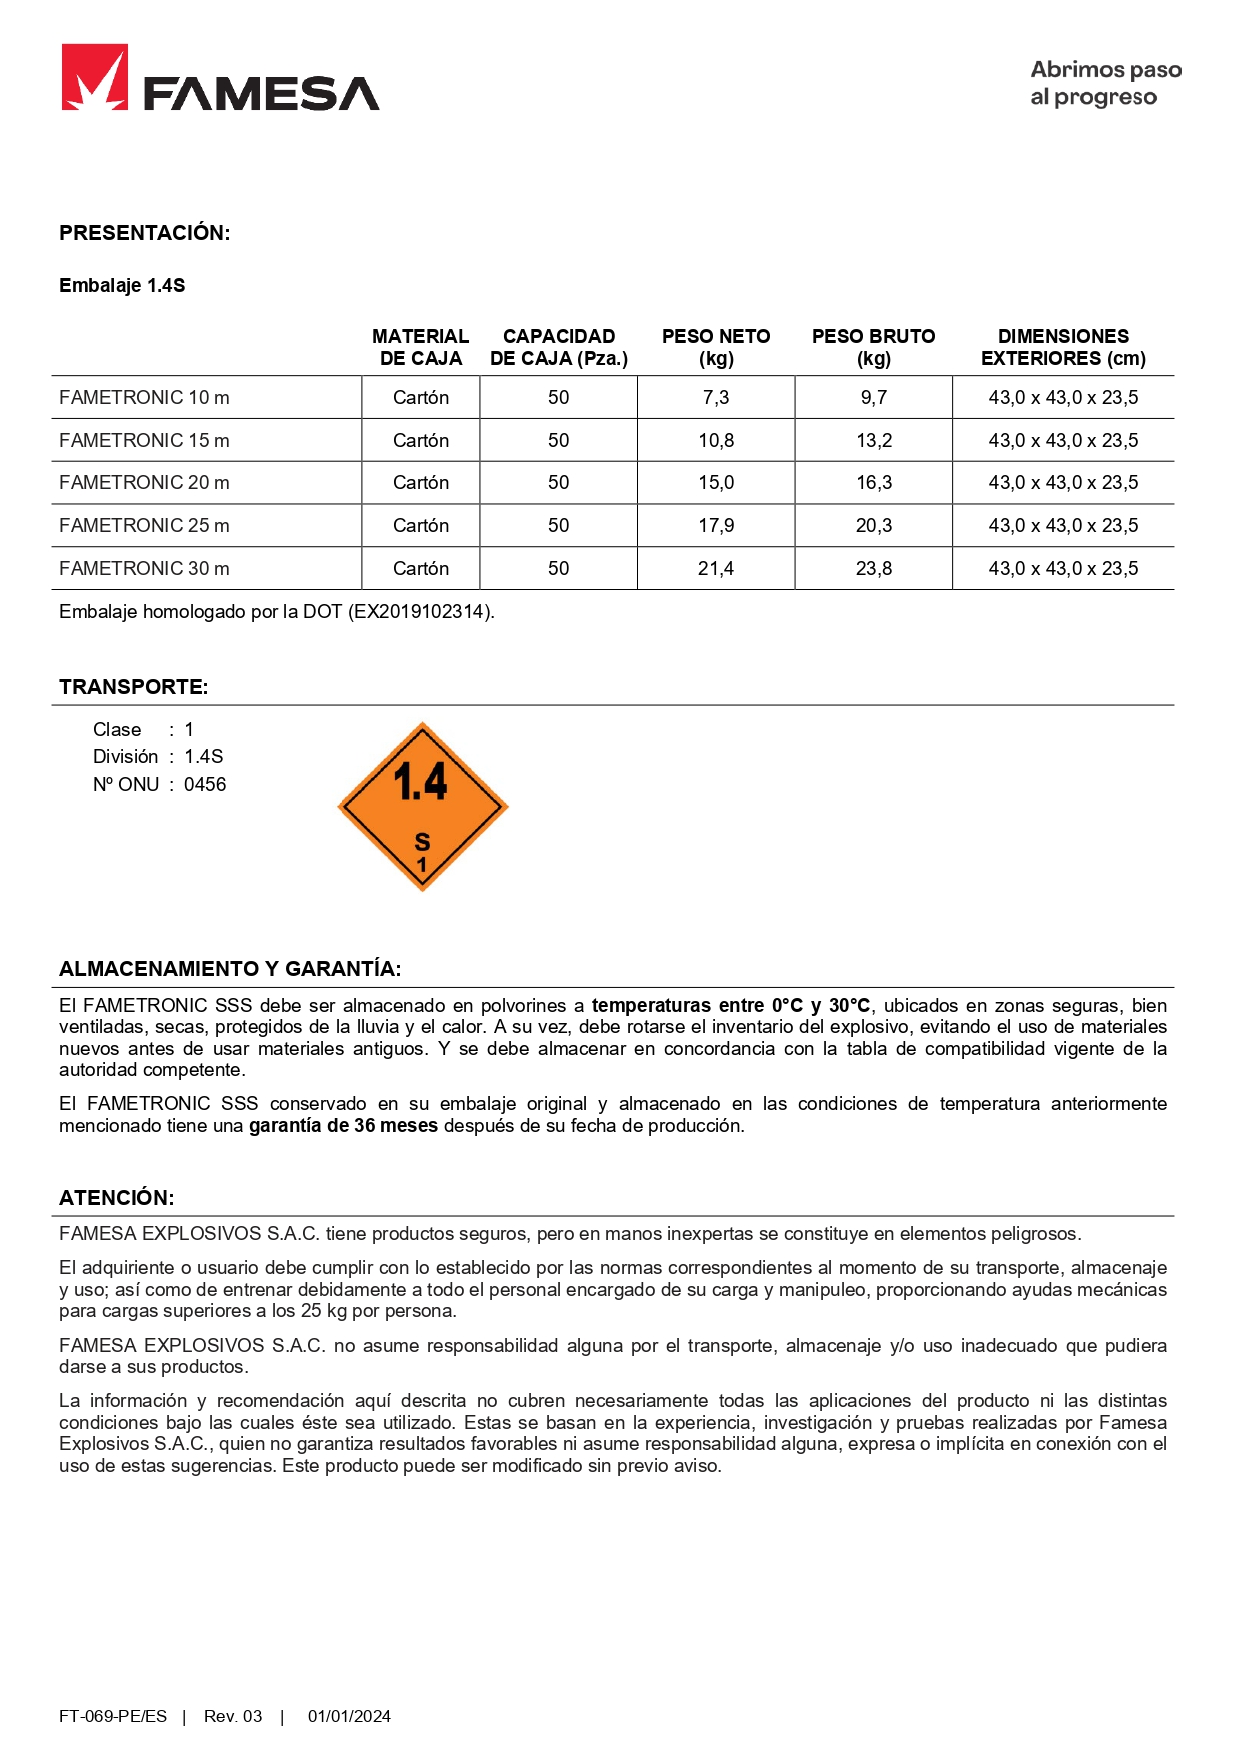 FAMESA
Abrimos paso
al progreso
PRESENTACIÓN:
Embalaje 1.4S
MATERIAL DE CAJA CAPACIDAD DE CAJA (Pza.) PESO NETO (kg) PESO BRUTO (kg) DIMENSIONES EXTERIORES (cm)
FAMETRONIC 10 m Cartón 50 7,3 9,7 43,0 x 43,0 x 23,5
FAMETRONIC 15 m Cartón 50 10,8 13,2 43,0 x 43,0 x 23,5
FAMETRONIC 20 m Cartón 50 15,0 16,3 43,0 x 43,0 x 23,5
FAMETRONIC 25 m Cartón 50 17,9 20,3 43,0 x 43,0 x 23,5
FAMETRONIC 30 m Cartón 50 21,4 23,8 43,0 x 43,0 x 23,5
Embalaje homologado por la DOT (EX2019102314).
TRANSPORTE:
Clase : 1
División : 1.4S
Nº ONU : 0456
1.4
S
1
ALMACENAMIENTO Y GARANTÍA:
El FAMETRONIC SSS debe ser almacenado en polvorines a temperaturas entre 0°C y 30°C, ubicados en zonas seguras, bien
ventiladas, secas, protegidos de la lluvia y el calor. A su vez, debe rotarse el inventario del explosivo, evitando el uso de materiales
nuevos antes de usar materiales antiguos. Y se debe almacenar en concordancia con la tabla de compatibilidad vigente de la
autoridad competente.
El FAMETRONIC SSS conservado en su embalaje original y almacenado en las condiciones de temperatura anteriormente
mencionado tiene una garantía de 36 meses después de su fecha de producción.
ATENCIÓN:
FAMESA EXPLOSIVOS S.A.C. tiene productos seguros, pero en manos inexpertas se constituye en elementos peligrosos.
El adquiriente o usuario debe cumplir con lo establecido por las normas correspondientes al momento de su transporte, almacenaje
y uso; así como de entrenar debidamente a todo el personal encargado de su carga y manipuleo, proporcionando ayudas mecánicas
para cargas superiores a los 25 kg por persona.
FAMESA EXPLOSIVOS S.A.C. no asume responsabilidad alguna por el transporte, almacenaje y/o uso inadecuado que pudiera
darse a sus productos.
La información y recomendación aquí descrita no cubren necesariamente todas las aplicaciones del producto ni las distintas
condiciones bajo las cuales éste sea utilizado. Estas se basan en la experiencia, investigación y pruebas realizadas por Famesa
Explosivos S.A.C., quien no garantiza resultados favorables ni asume responsabilidad alguna, expresa o implícita en conexión con el
uso de estas sugerencias. Este producto puede ser modificado sin previo aviso.
FT-069-PE/ES | Rev. 03 | 01/01/2024